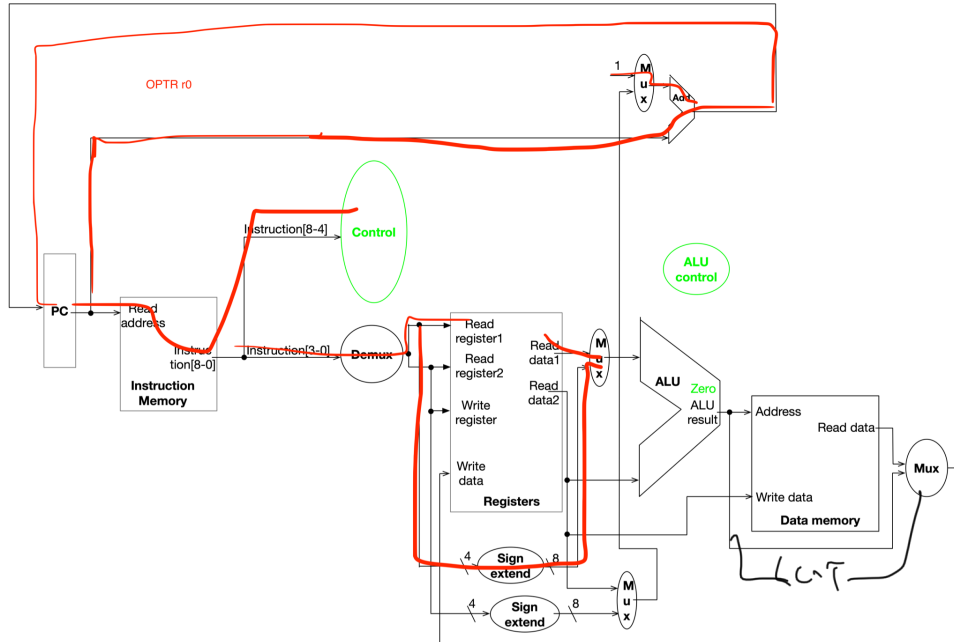 1
M
u
x
Add
OPTR r0
Instruction[8-4]
Control
ALU
control
PC
Read
address
Instruc
tion[8-0]
Instruction
Memory
Instruction[3-0]
Demux
Read
register1
Read
register2
Write
register
Write
data
Read
data1
Read
data2
Registers
M
u
x
ALU
Zero
ALU
result
Address
Read data
Write data
Data memory
Mux
4
Sign
extend
8
4
Sign
extend
8
M
u
x